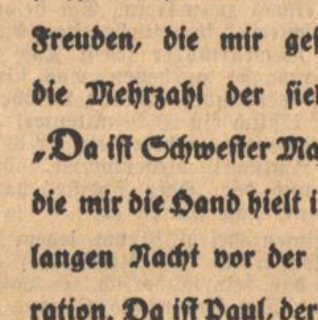 Freuden, die mir
die Mehrzahl der
„Da ist Schwester
die mir die Hand hielt
langen Nacht vor der
ration. Da ist Paul, der